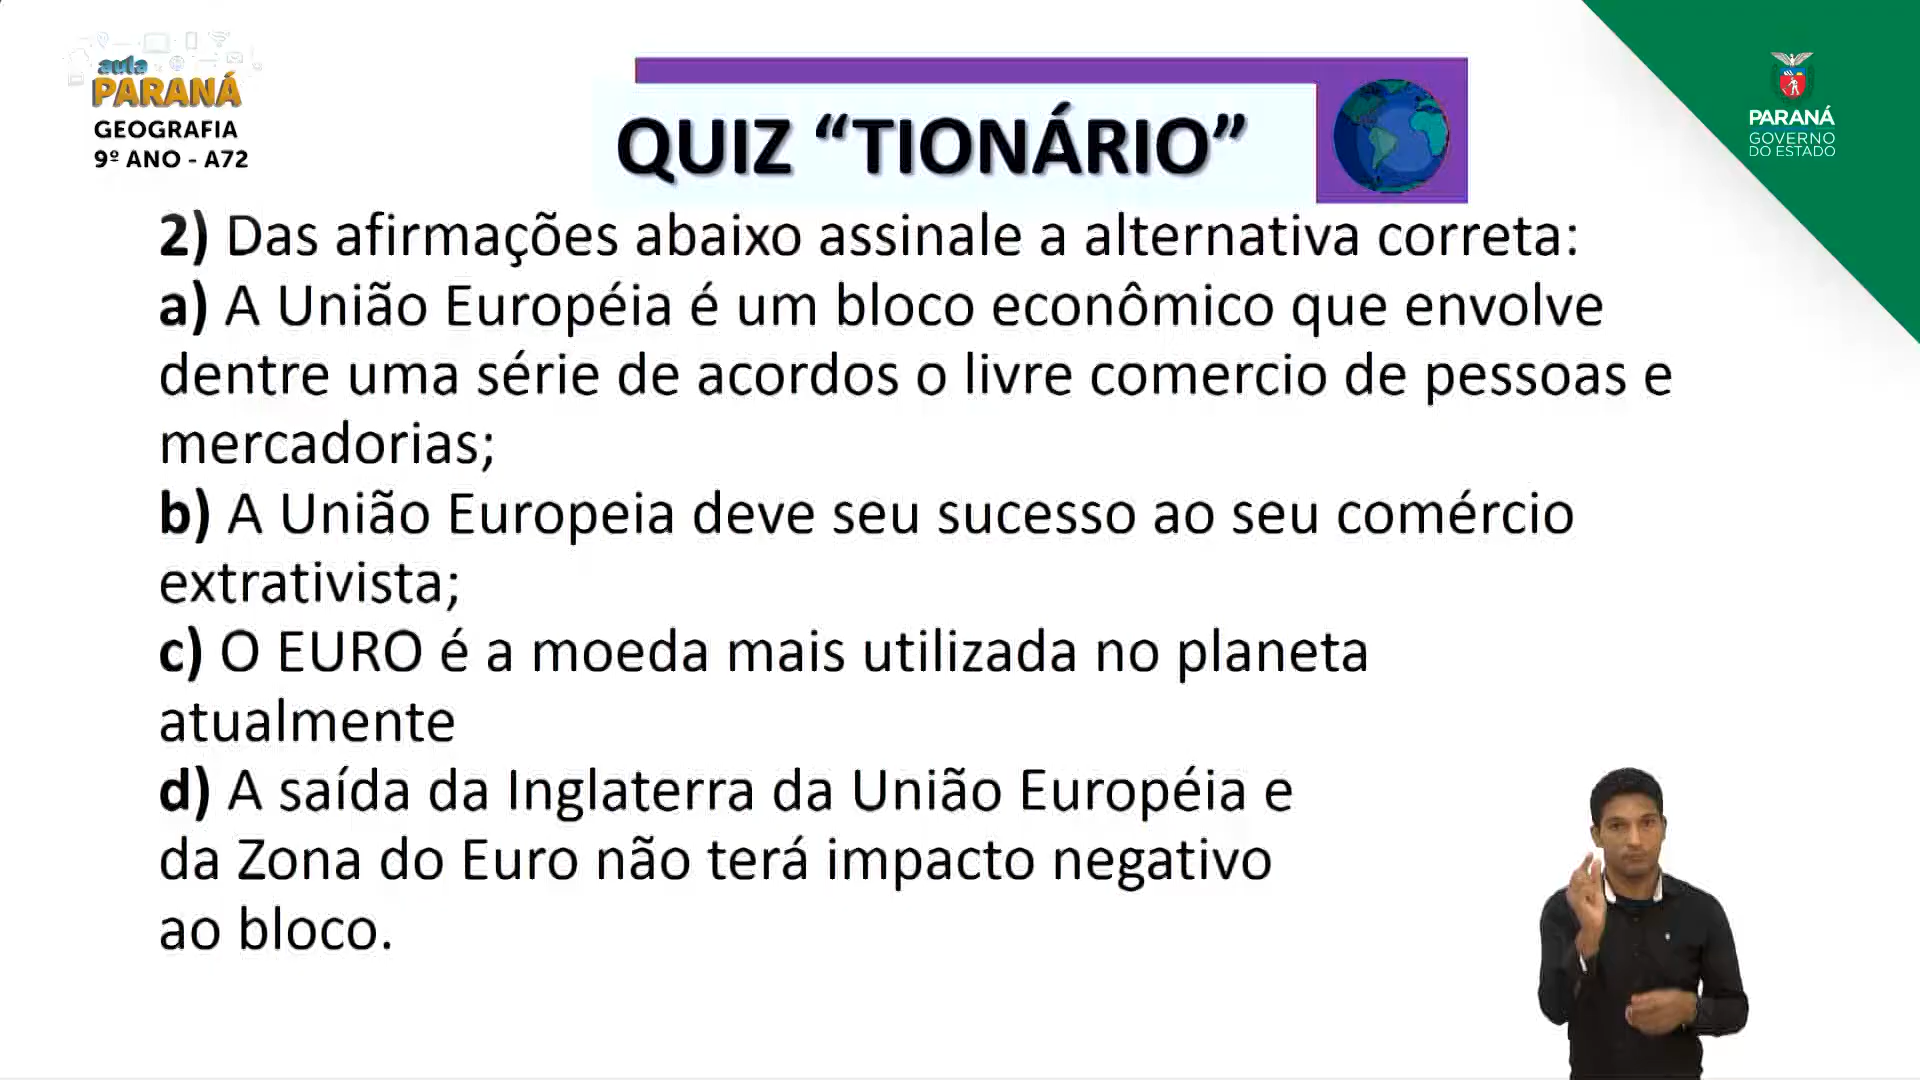 aula
PARANÁ
GEOGRAFIA
9º ANO - A72
QUIZ “TIONÁRIO”
PARANÁ
GOVERNO
DO ESTADO
2) Das afirmações abaixo assinale a alternativa correta:
a) A União Européia é um bloco econômico que envolve
dentre uma série de acordos o livre comercio de pessoas e
mercadorias;
b) A União Europeia deve seu sucesso ao seu comércio
extrativista;
c) O EURO é a moeda mais utilizada no planeta
atualmente
d) A saída da Inglaterra da União Européia e
da Zona do Euro não terá impacto negativo
ao bloco.